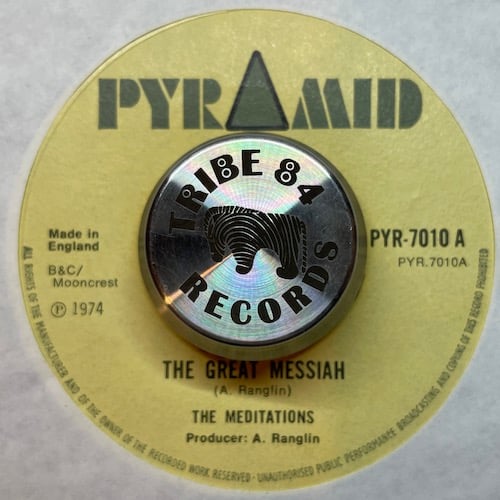 PYRAMID
TRIBE 84
RECORDS
Made in
England
B&C/
Mooncrest
Ⓟ 1974
PYR-7010 A
PYR.7010A
THE GREAT MESSIAH
(A. Ranglin)
THE MEDITATIONS
Producer: A. Ranglin
ALL RIGHTS OF THE MANUFACTURER AND OF THE OWNER OF THE RECORDED WORK RESERVED · UNAUTHORISED PUBLIC PERFORMANCE BROADCASTING AND COPYING OF THIS RECORD PROHIBITED